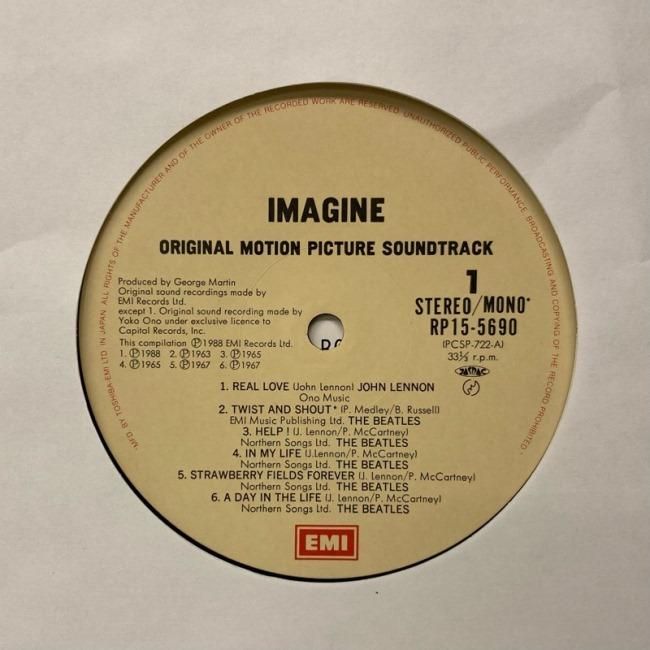 MFD. BY TOSHIBA-EMI LTD. IN JAPAN. ALL RIGHTS OF THE MANUFACTURER AND OF THE OWNER OF THE RECORDED WORK ARE RESERVED. UNAUTHORIZED PUBLIC PERFORMANCE, BROADCASTING AND COPYING OF THE RECORD PROHIBITED.
IMAGINE
ORIGINAL MOTION PICTURE SOUNDTRACK
Produced by George Martin
Original sound recordings made by
EMI Records Ltd.
except 1. Original sound recording made by
Yoko Ono under exclusive licence to
Capitol Records, Inc.
This compilation ℗1988 EMI Records Ltd.
1. ℗1988 2. ℗1963 3. ℗1965
4. ℗1965 5. ℗1967 6. ℗1967
1
STEREO/MONO*
RP15-5690
(PCSP-722-A)
33⅓ r.p.m.
1. REAL LOVE (John Lennon) JOHN LENNON
Ono Music
2. TWIST AND SHOUT* (P. Medley/B. Russell)
EMI Music Publishing Ltd. THE BEATLES
3. HELP! (J. Lennon/P. McCartney)
Northern Songs Ltd. THE BEATLES
4. IN MY LIFE (J.Lennon/P. McCartney)
Northern Songs Ltd. THE BEATLES
5. STRAWBERRY FIELDS FOREVER (J. Lennon/P. McCartney)
Northern Songs Ltd. THE BEATLES
6. A DAY IN THE LIFE (J. Lennon/P. McCartney)
Northern Songs Ltd. THE BEATLES
EMI